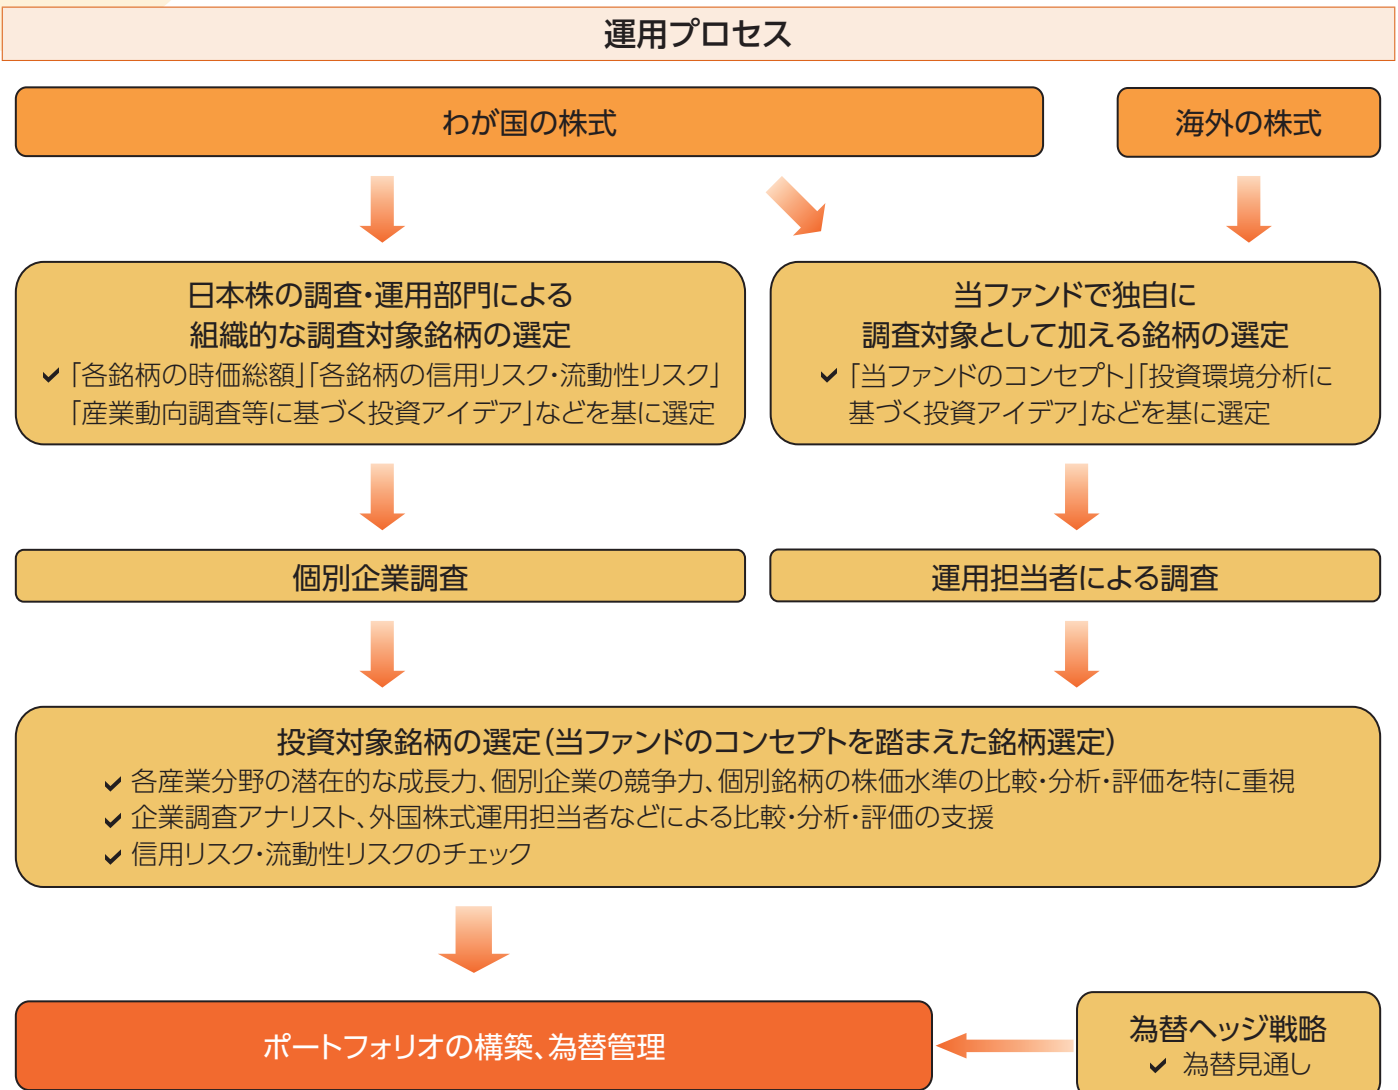 運用プロセス
わが国の株式
海外の株式
日本株の調査・運用部門による
組織的な調査対象銘柄の選定
「各銘柄の時価総額」「各銘柄の信用リスク・流動性リスク」
「産業動向調査等に基づく投資アイデア」などを基に選定
当ファンドで独自に
調査対象として加える銘柄の選定
「当ファンドのコンセプト」「投資環境分析に
基づく投資アイデア」などを基に選定
個別企業調査
運用担当者による調査
投資対象銘柄の選定(当ファンドのコンセプトを踏まえた銘柄選定)
各産業分野の潜在的な成長力、個別企業の競争力、個別銘柄の株価水準の比較・分析・評価を特に重視
企業調査アナリスト、外国株式運用担当者などによる比較・分析・評価の支援
信用リスク・流動性リスクのチェック
ポートフォリオの構築、為替管理
為替ヘッジ戦略
為替見通し